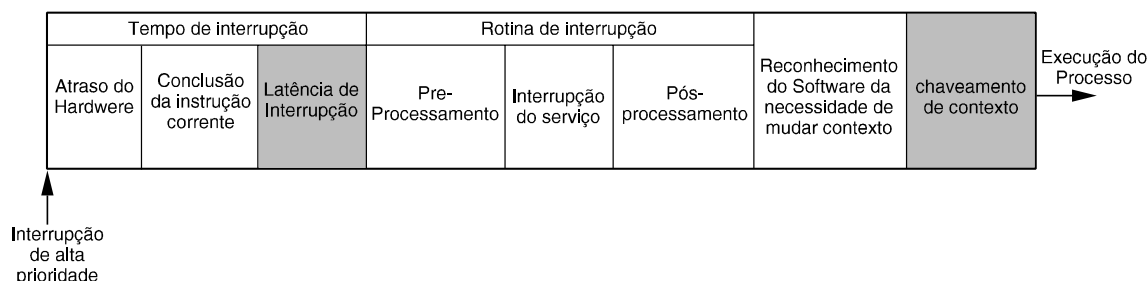 Tempo de interrupção
Rotina de interrupção
Atraso do
Hardwere
Conclusão
da instrução
corrente
Latência de
Interrupção
Pre-
Processamento
Interrupção
do serviço
Pós-
processamento
Reconhecimento
do Software da
necessidade de
mudar contexto
chaveamento
de contexto
Execução do
Processo
Interrupção
de alta
prioridade